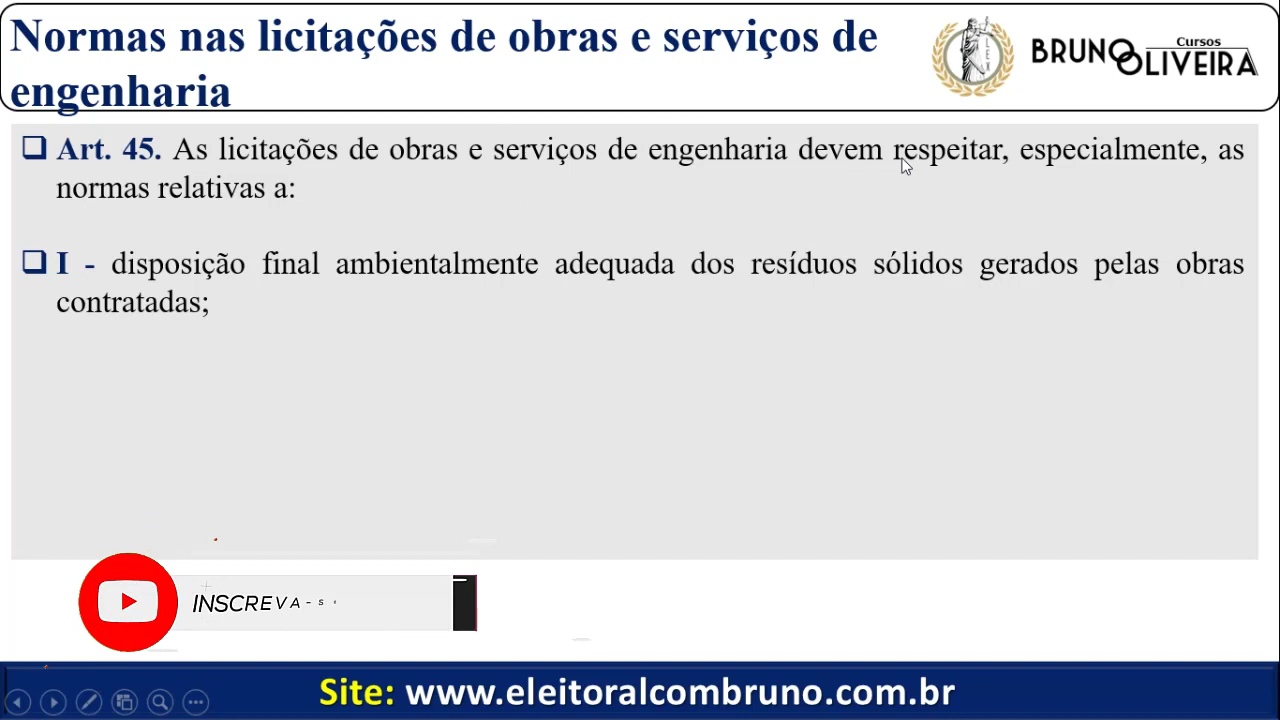 Normas nas licitações de obras e serviços de
engenharia
Cursos
BRUNO
OLIVEIRA
Art. 45. As licitações de obras e serviços de engenharia devem respeitar, especialmente, as
normas relativas a:
I - disposição final ambientalmente adequada dos resíduos sólidos gerados pelas obras
contratadas;
INSCREVA-S
Site: www.eleitoralcombruno.com.br